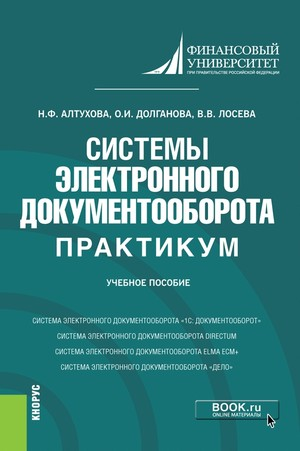 ФИНАНСОВЫЙ
УНИВЕРСИТЕТ
ПРИ ПРАВИТЕЛЬСТВЕ РОССИЙСКОЙ ФЕДЕРАЦИИ
Н.Ф. АЛТУХОВА, О.И. ДОЛГАНОВА, В.В. ЛОСЕВА
СИСТЕМЫ
ЭЛЕКТРОННОГО
ДОКУМЕНТООБОРОТА
ПРАКТИКУМ
УЧЕБНОЕ ПОСОБИЕ
СИСТЕМА ЭЛЕКТРОННОГО ДОКУМЕНТООБОРОТА «1С: ДОКУМЕНТООБОРОТ»
СИСТЕМА ЭЛЕКТРОННОГО ДОКУМЕНТООБОРОТА DIRECTUM
СИСТЕМА ЭЛЕКТРОННОГО ДОКУМЕНТООБОРОТА ELMA ECM+
СИСТЕМА ЭЛЕКТРОННОГО ДОКУМЕНТООБОРОТА «ДЕЛО»
КНОРУС
BOOK.ru
ONLINE МАТЕРИАЛЫ